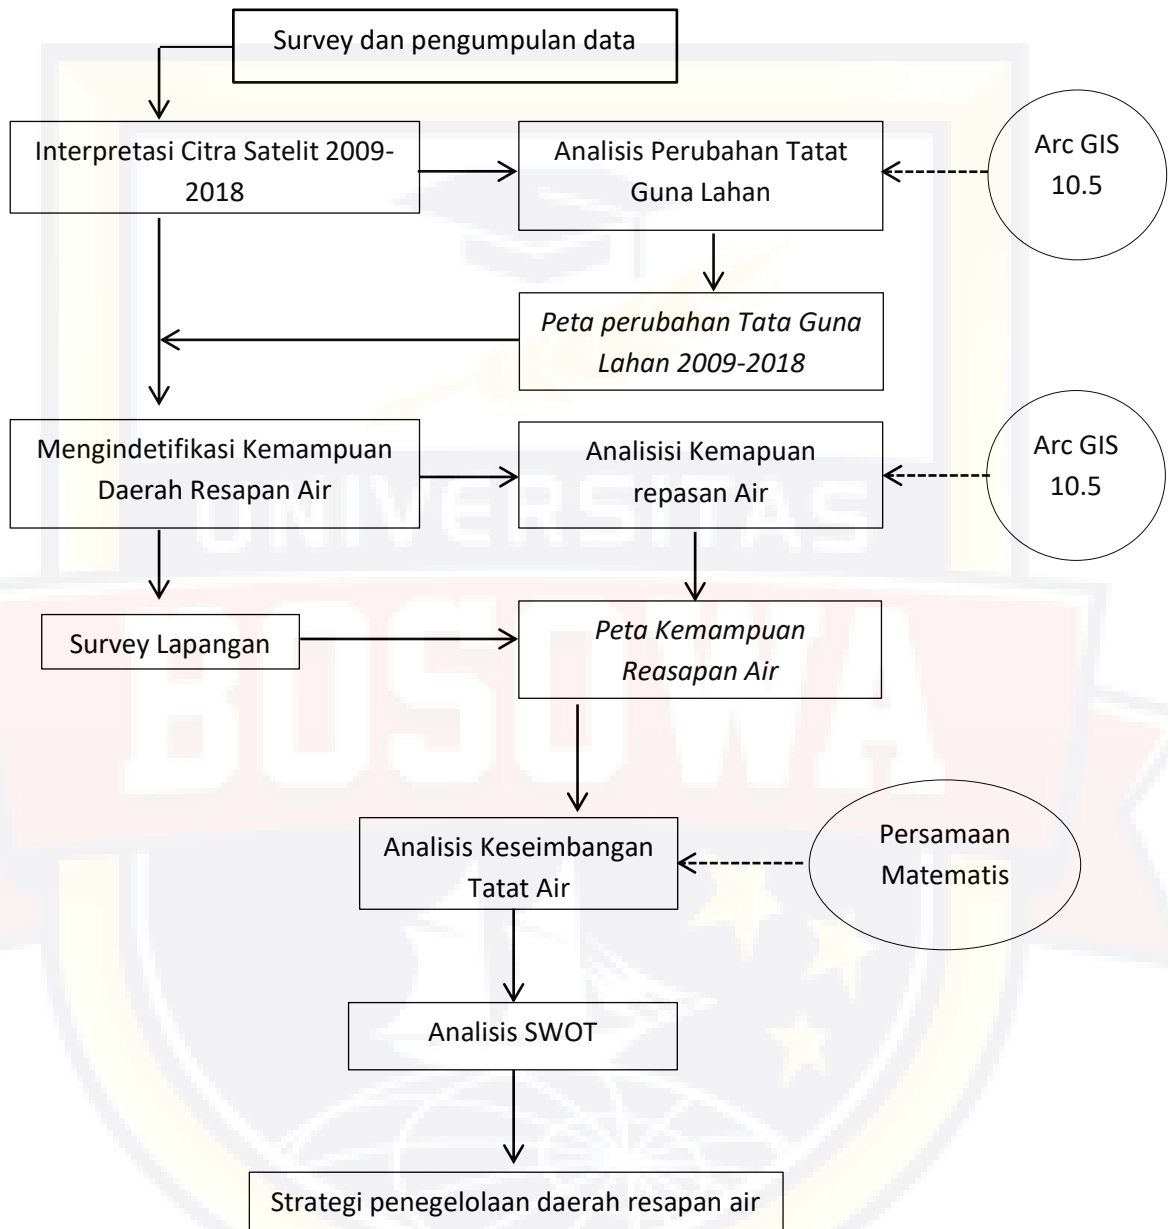 Survey dan pengumpulan data
Interpretasi Citra Satelit 2009-
2018
Analisis Perubahan Tatat
Guna Lahan
Arc GIS
10.5
Peta perubahan Tata Guna
Lahan 2009-2018
Mengindetifikasi Kemampuan
Daerah Resapan Air
Analisisi Kemapuan
repasan Air
Arc GIS
10.5
UNIVERSITAS
Survey Lapangan
Peta Kemampuan
Reasapan Air
BOSOWA
Analisis Keseimbangan
Tatat Air
Persamaan
Matematis
Analisis SWOT
Strategi penegelolaan daerah resapan air